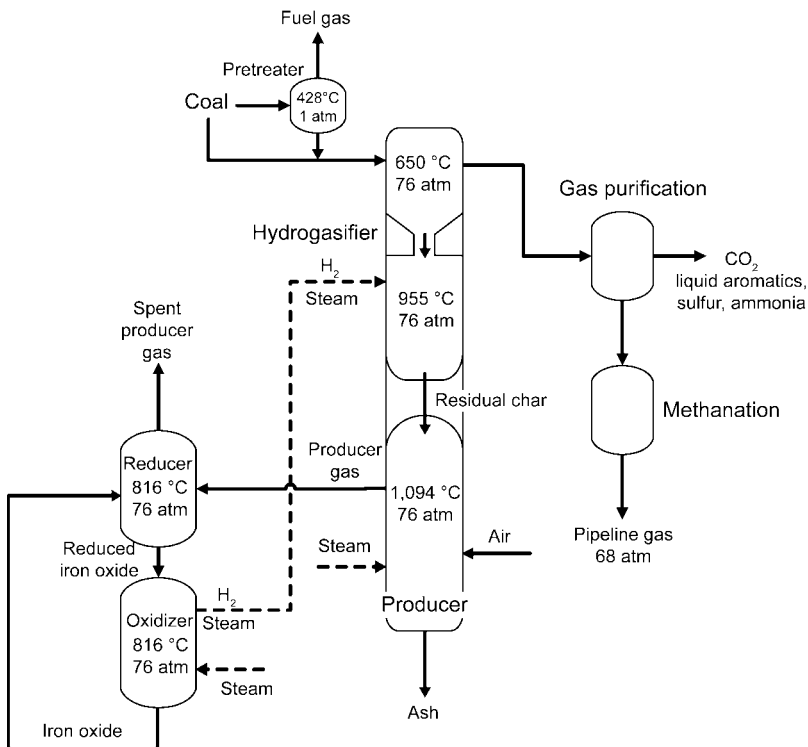 Fuel gas
Pretreater
Coal
428°C
1 atm
650 °C
76 atm
Gas purification
Hydrogasifier
H₂
Steam
CO₂
liquid aromatics,
sulfur, ammonia
955 °C
76 atm
Spent
producer
gas
Residual char
Methanation
Producer
gas
Reducer
816 °C
76 atm
1,094 °C
76 atm
Air
Pipeline gas
68 atm
Steam
Reduced
iron oxide
H₂
Steam
Producer
Oxidizer
816 °C
76 atm
Steam
Ash
Iron oxide